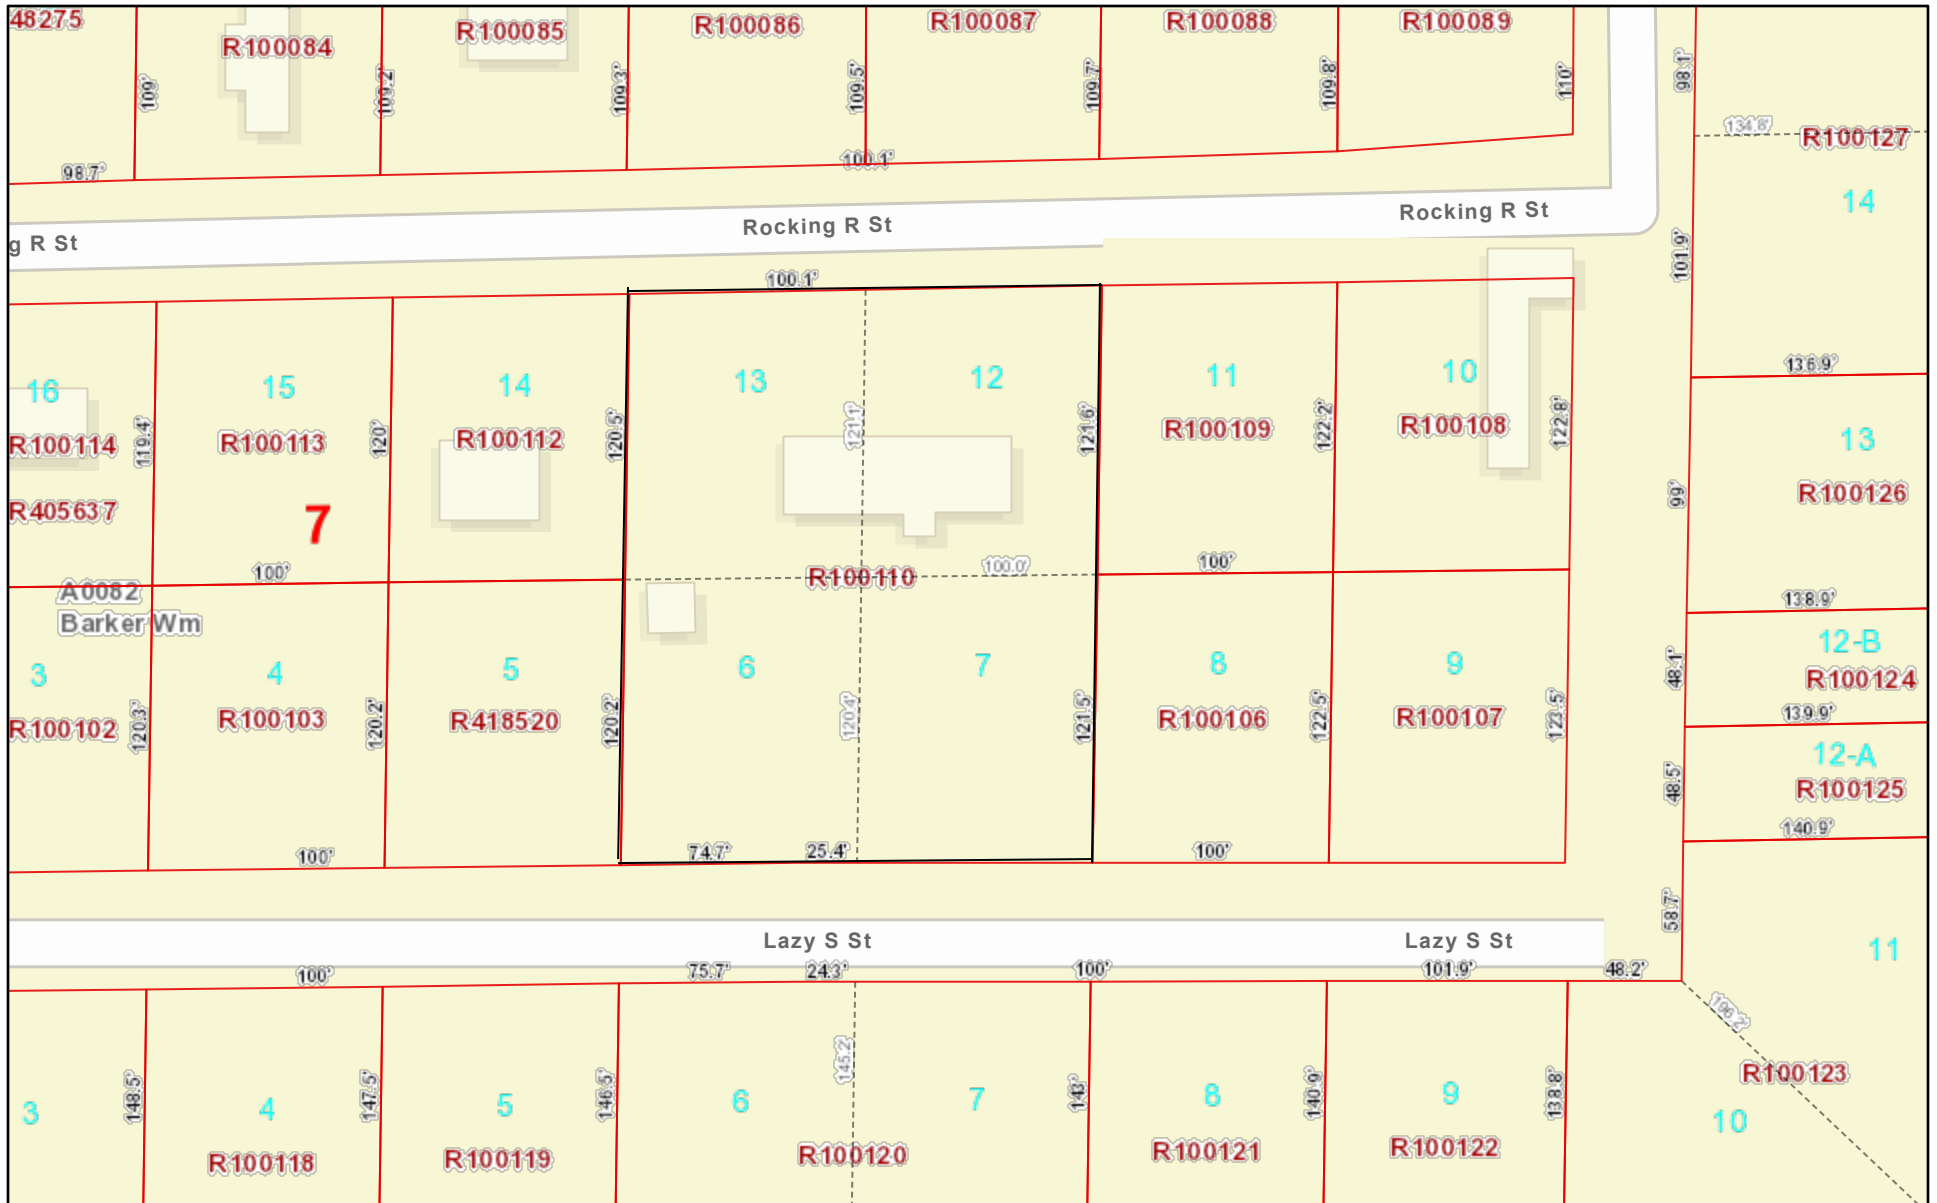 48275
R100084
R100085
R100086
R100087
R100088
R100089
109'
109.2'
109.3'
109.5'
109.7'
109.8'
110'
98.1'
134.8'
R100127
98.7'
100.1'
14
g R St
Rocking R St
Rocking R St
101.9'
100.1'
136.9'
16
15
14
13
12
11
10
R100114
R100113
R100112
R100109
R100108
119.4'
120'
120.5'
121.1'
121.6'
122.2'
122.8'
13
R100126
99'
R405637
7
100'
R100110
100.0'
100'
A0082
Barker Wm
138.9'
12-B
R100124
48.1'
139.9'
3
4
5
6
7
8
9
R100102
R100103
R418520
R100106
R100107
120.3'
120.2'
120.2'
120.4'
121.5'
122.5'
123.5'
12-A
R100125
48.5'
140.9'
100'
74.7'
25.4'
100'
58.7'
Lazy S St
Lazy S St
11
100'
75.7'
24.3'
100'
101.9'
48.2'
196.2'
R100123
10
148.5'
147.5'
146.5'
145.2'
143'
140.9'
138.8'
3
4
5
6
7
8
9
R100118
R100119
R100120
R100121
R100122